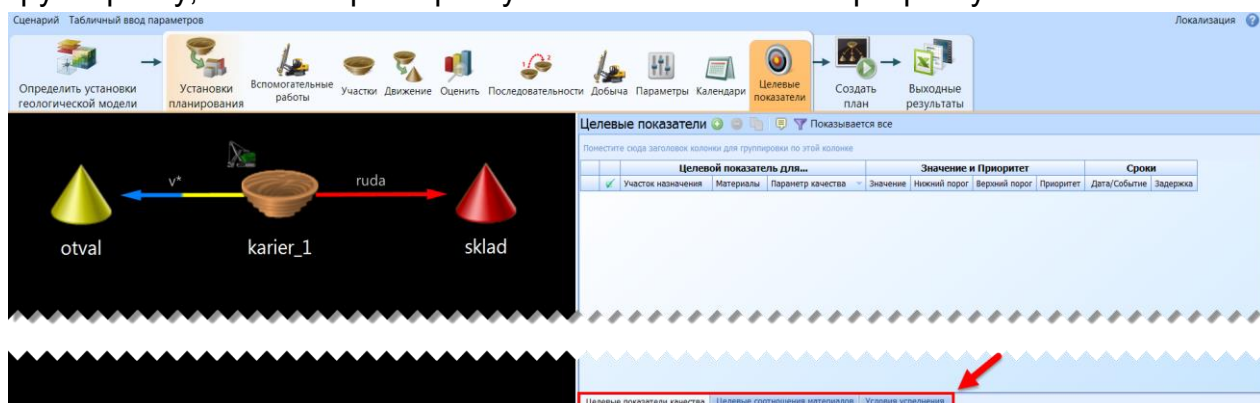 Сценарий Табличный ввод параметров Локализация
Определить установки геологической модели
Установки планирования
Вспомогательные работы
Участки
Движение
Оценить
Последовательность
Добыча
Параметры
Календари
Целевые показатели
Создать план
Выходные результаты
Целевые показатели Показывается все
Поместите сюда заголовок колонки для группировки по этой колонке
Целевой показатель для... Значение и Приоритет Сроки
Участок назначения Материалы Параметр качества Значение Нижний порог Верхний порог Приоритет Дата/Событие Задержка
v* ruda
otval karier_1 sklad
Целевые показатели качества Целевые соотношения материалов Условия усреднения